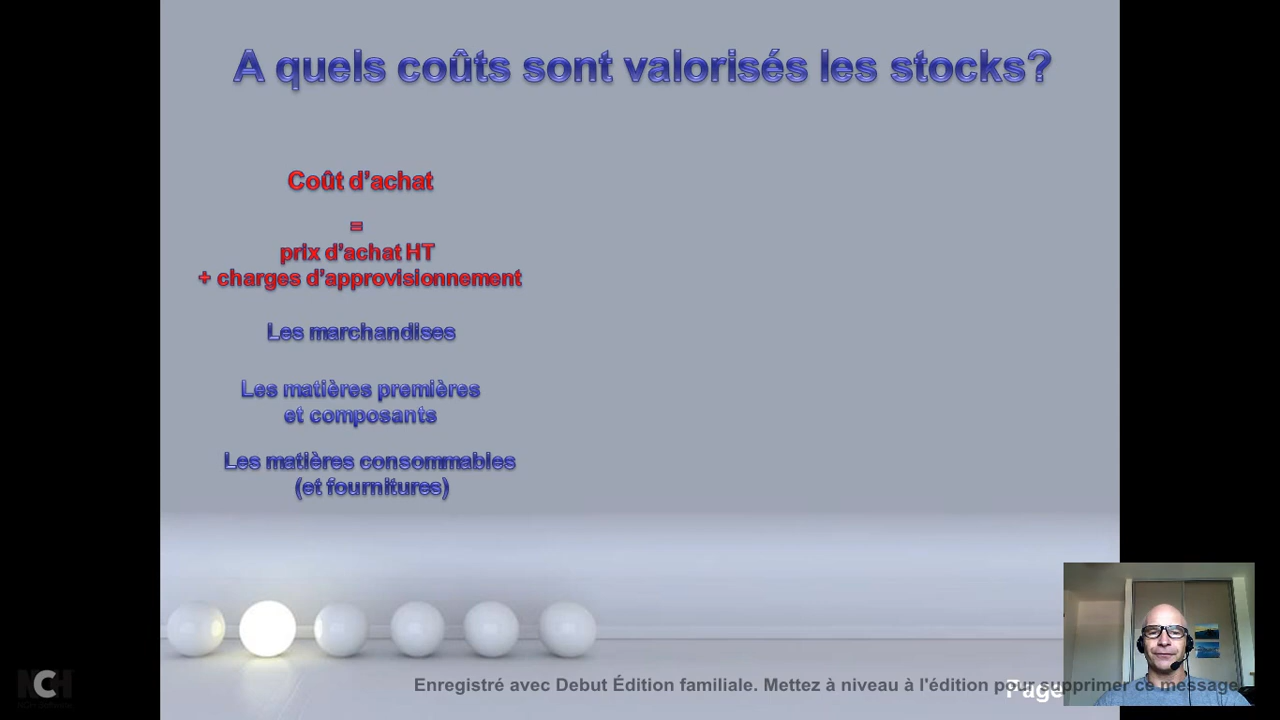 A quels coûts sont valorisés les stocks?
Coût d’achat
=
prix d’achat HT
+ charges d’approvisionnement
Les marchandises
Les matières premières
et composants
Les matières consommables
(et fournitures)
Page
Enregistré avec Debut Édition familiale. Mettez à niveau à l'édition pour supprimer ce message
NCH